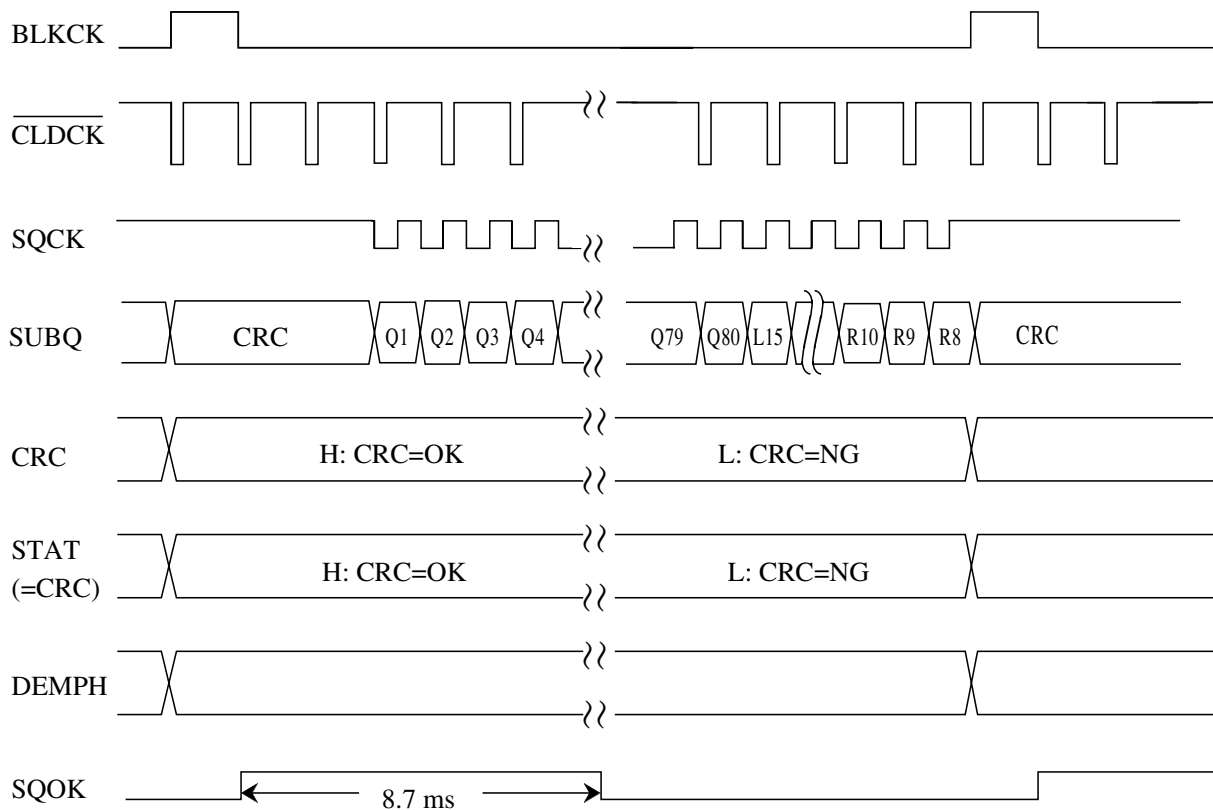 BLKCK
CLDCK
SQCK
SUBQ CRC Q1 Q2 Q3 Q4 Q79 Q80 L15 R10 R9 R8 CRC
CRC H: CRC=OK L: CRC=NG
STAT
(=CRC) H: CRC=OK L: CRC=NG
DEMPH
SQOK 8.7 ms